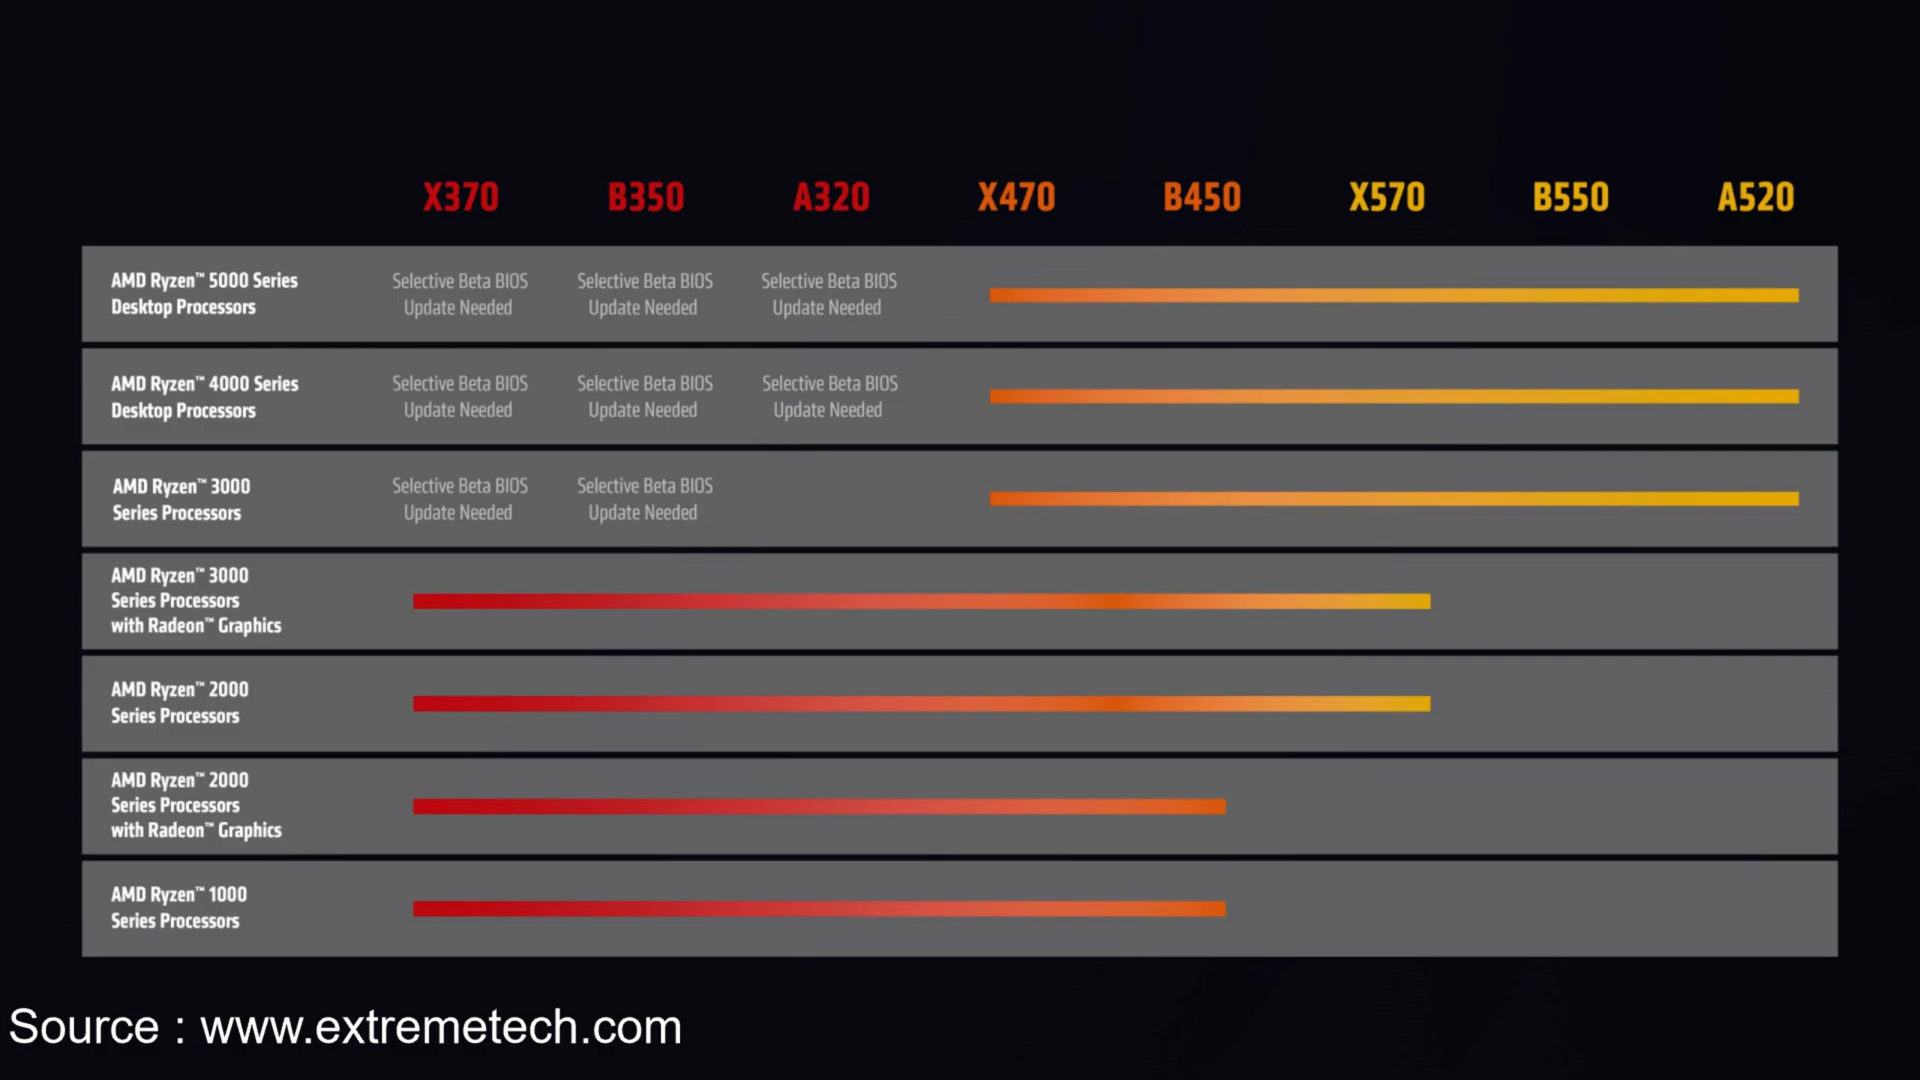 X370 B350 A320 X470 B450 X570 B550 A520
AMD Ryzen™ 5000 Series
Desktop Processors
Selective Beta BIOS
Update Needed
Selective Beta BIOS
Update Needed
Selective Beta BIOS
Update Needed
AMD Ryzen™ 4000 Series
Desktop Processors
Selective Beta BIOS
Update Needed
Selective Beta BIOS
Update Needed
Selective Beta BIOS
Update Needed
AMD Ryzen™ 3000
Series Processors
Selective Beta BIOS
Update Needed
Selective Beta BIOS
Update Needed
AMD Ryzen™ 3000
Series Processors
with Radeon™ Graphics
AMD Ryzen™ 2000
Series Processors
AMD Ryzen™ 2000
Series Processors
with Radeon™ Graphics
AMD Ryzen™ 1000
Series Processors
Source : www.extremetech.com